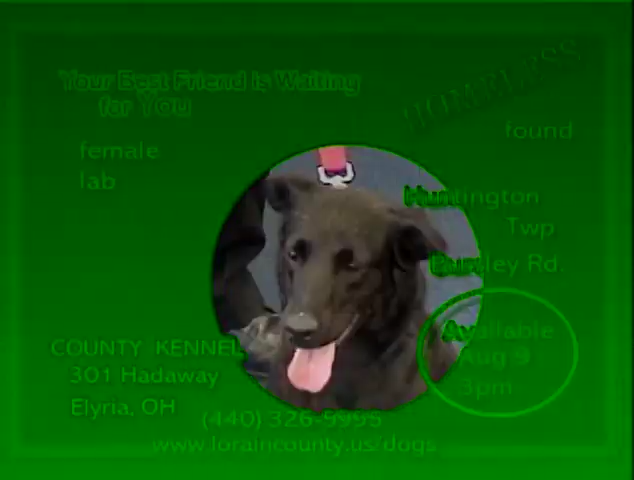 Your Best Friend is Waiting
for YOU
HOMELESS
found
female
lab
Huntington
Twp
Available
Aug 9
3pm
COUNTY KENNEL
301 Hadaway
Elyria, OH
(440) 326-5995
www.loraincounty.us/dogs
Rd.